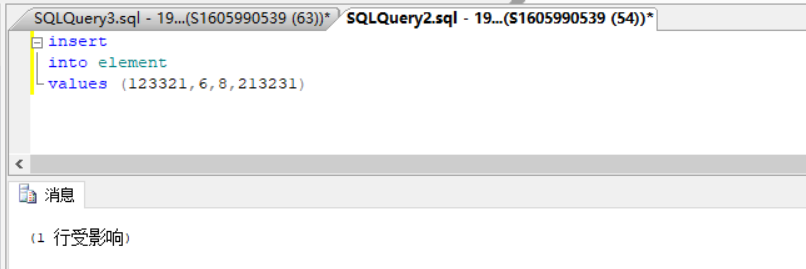 SQLQuery3.sql - 19...(S1605990539 (63))* SQLQuery2.sql - 19...(S1605990539 (54))*
insert
into element
values (123321,6,8,213231)
消息
(1 行受影响)